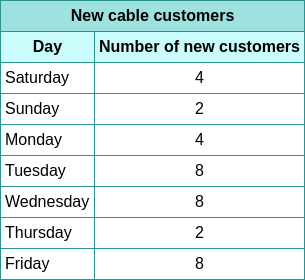 New cable customers
Day Number of new customers
Saturday 4
Sunday 2
Monday 4
Tuesday 8
Wednesday 8
Thursday 2
Friday 8